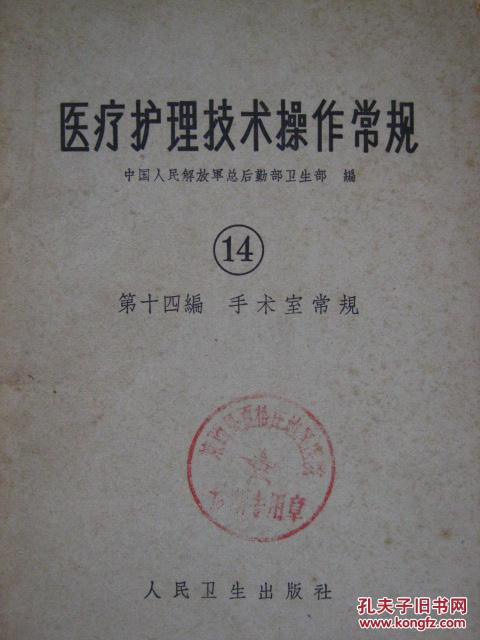 医疗护理技术操作常规
中国人民解放軍总后勤部卫生部 編
14
第十四編 手术室常規
人民卫生出版社
孔夫子旧书网
www.kongfz.com